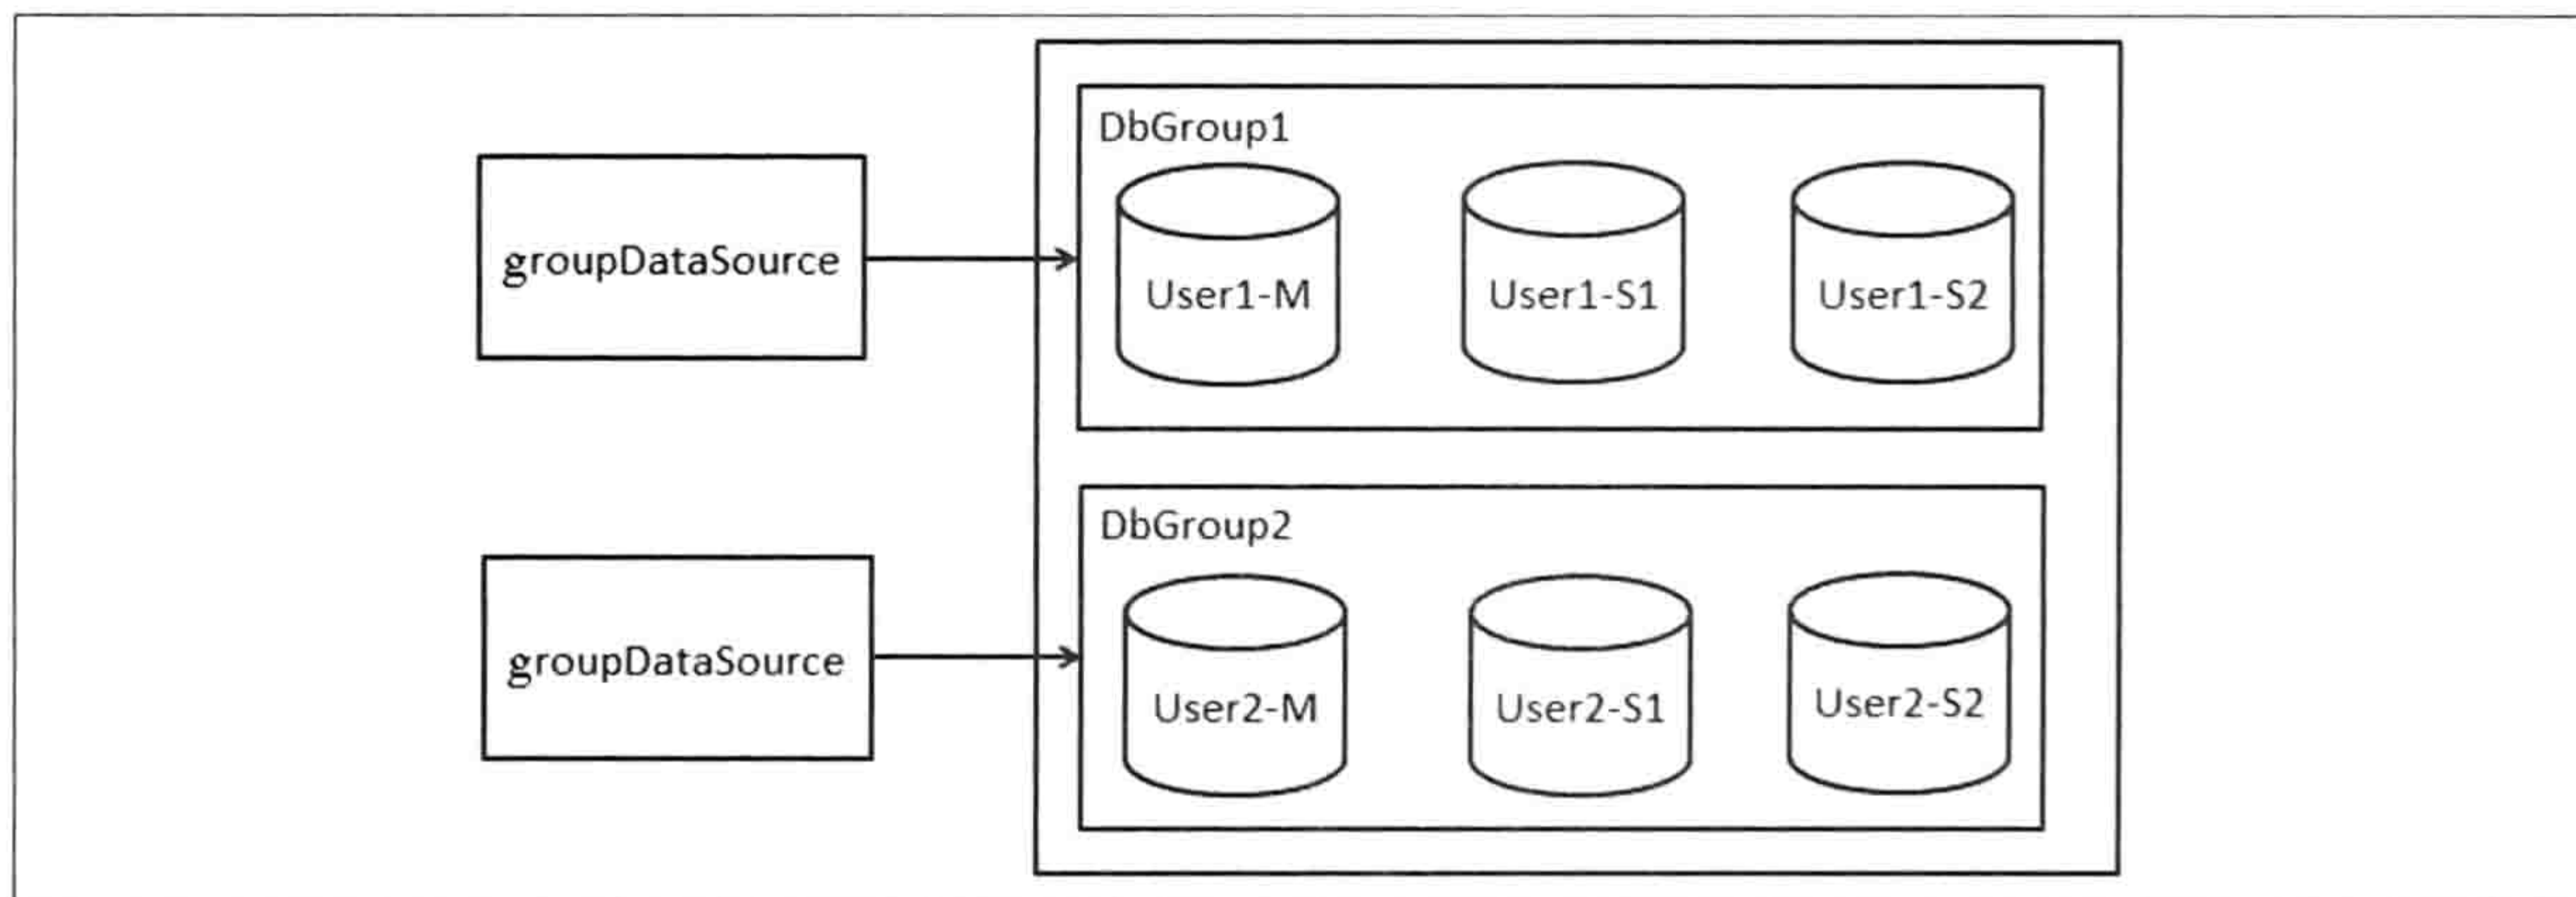 DbGroup1
groupDataSource
User1-M
User1-S1
User1-S2
DbGroup2
groupDataSource
User2-M
User2-S1
User2-S2